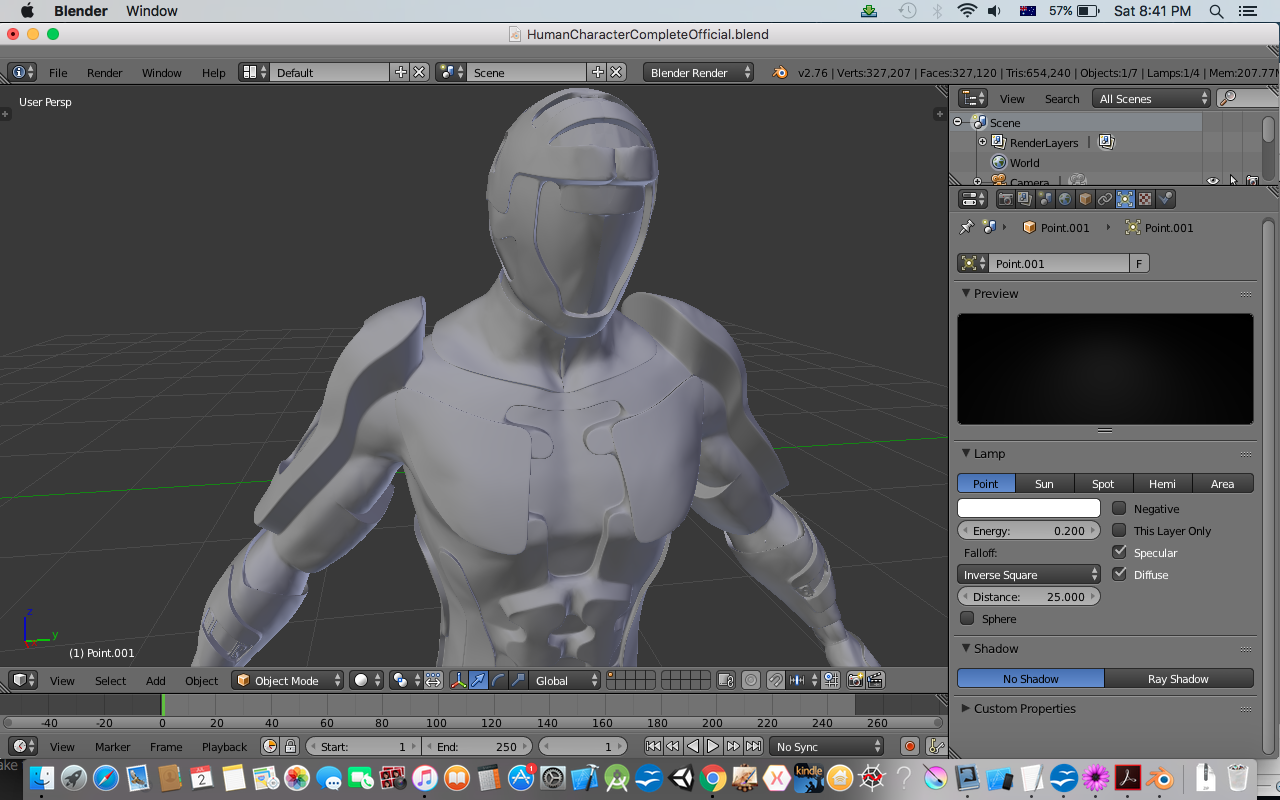 Blender Window 57% Sat 8:41 PM
HumanCharacterCompleteOfficial.blend
File Render Window Help Default Scene Blender Render v2.76 | Verts:327,207 | Faces:327,120 | Tris:654,240 | Objects:1/7 | Lamps:1/4 | Mem:207.77M
User Persp
View Search All Scenes
Scene
RenderLayers
World
Camera
Point.001 Point.001
Point.001 F
Preview
Lamp
Point Sun Spot Hemi Area
Negative
Energy: 0.200 This Layer Only
Falloff: Specular
Inverse Square Diffuse
Distance: 25.000
Sphere
Shadow
No Shadow Ray Shadow
Custom Properties
z
y
(1) Point.001
View Select Add Object Object Mode Global
-40 -20 0 20 40 60 80 100 120 140 160 180 200 220 240 260
View Marker Frame Playback Start: 1 End: 250 1 No Sync
2
1
kindle